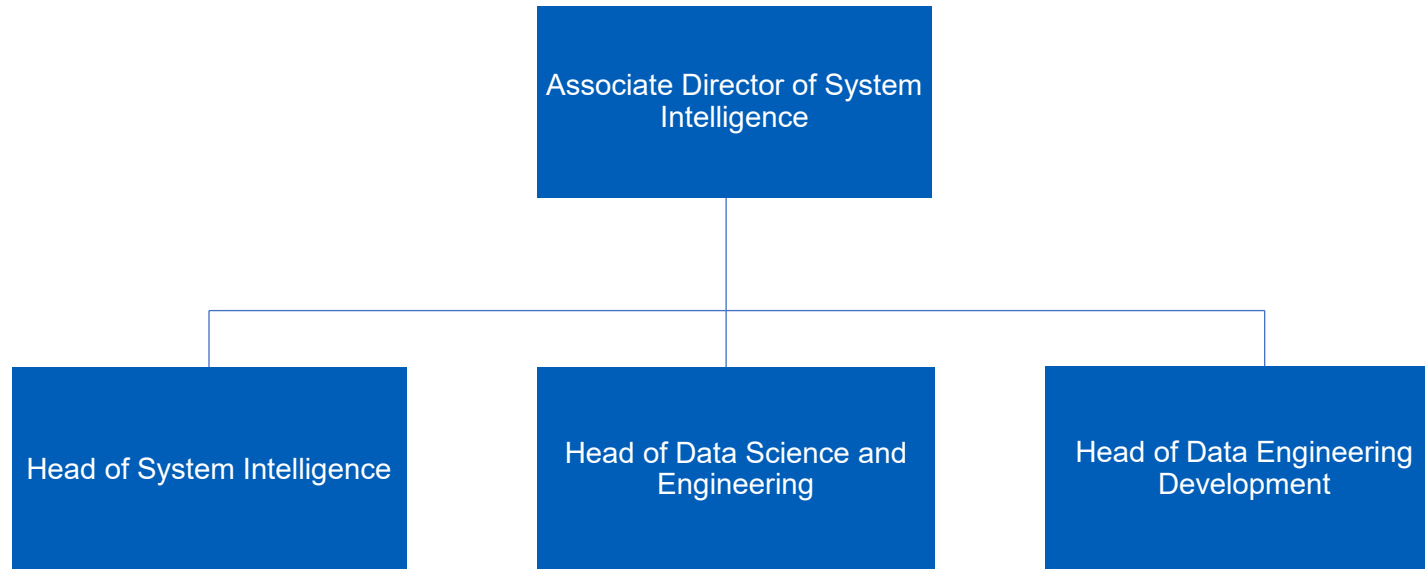 Associate Director of System
Intelligence
Head of System Intelligence
Head of Data Science and
Engineering
Head of Data Engineering
Development